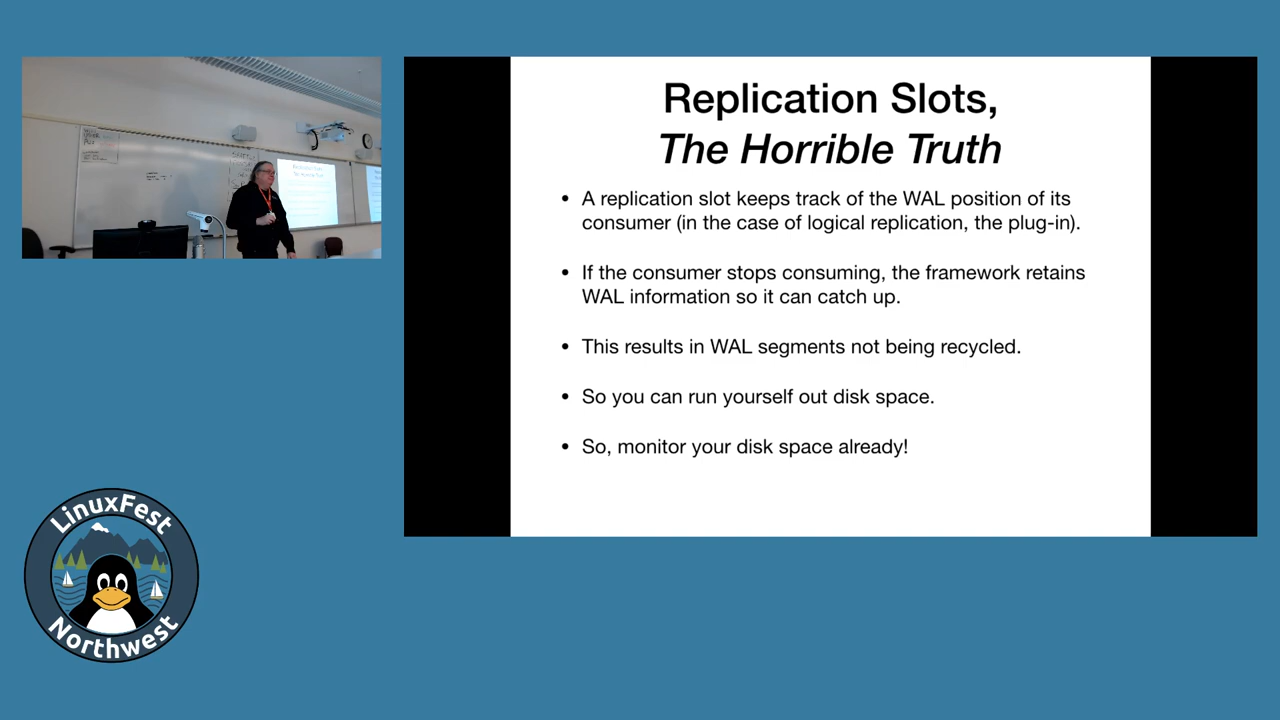 Replication Slots,
The Horrible Truth
• A replication slot keeps track of the WAL position of its
consumer (in the case of logical replication, the plug-in).
• If the consumer stops consuming, the framework retains
WAL information so it can catch up.
• This results in WAL segments not being recycled.
• So you can run yourself out disk space.
• So, monitor your disk space already!
LinuxFest
Northwest